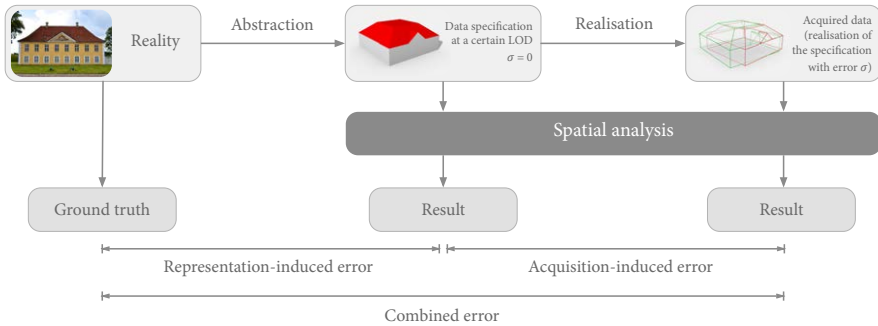 Reality
Abstraction
Data specification
at a certain LOD
σ = 0
Realisation
Acquired data
(realisation of
the specification
with error σ)
Spatial analysis
Ground truth
Result
Result
Representation-induced error
Acquisition-induced error
Combined error